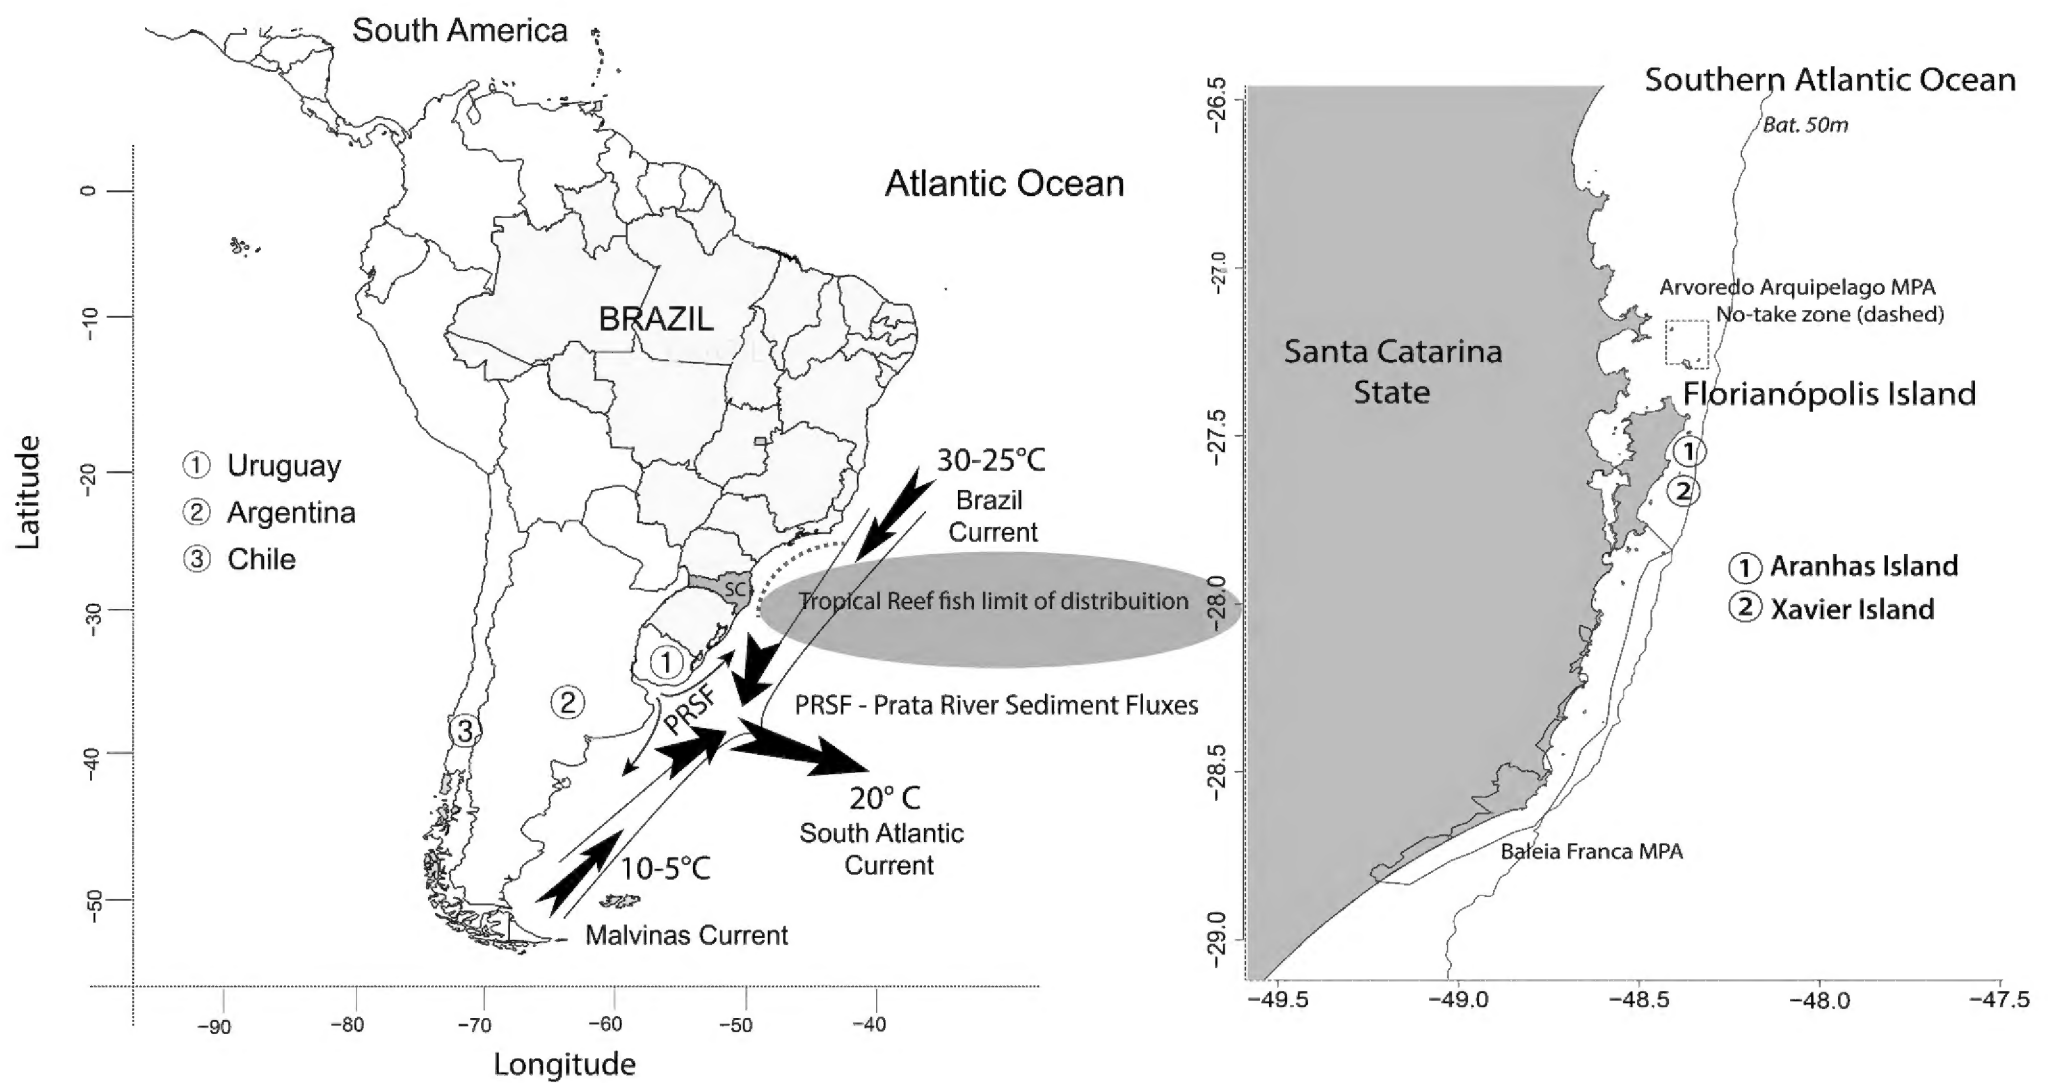 South America
Atlantic Ocean
BRAZIL
Latitude
0
−10
−20
−30
−40
−50
1 Uruguay
2 Argentina
3 Chile
30-25°C
Brazil
Current
SC
Tropical Reef fish limit of distribuition
1
2
3
PRSF
PRSF - Prata River Sediment Fluxes
20° C
South Atlantic
Current
10-5°C
Malvinas Current
−90
−80
−70
−60
−50
−40
Longitude
Southern Atlantic Ocean
Bat. 50m
−26.5
−27.0
−27.5
−28.0
−28.5
−29.0
Arvoredo Arquipelago MPA
No-take zone (dashed)
Santa Catarina
State
Florianópolis Island
1
2
1 Aranhas Island
2 Xavier Island
Baleia Franca MPA
−49.5
−49.0
−48.5
−48.0
−47.5